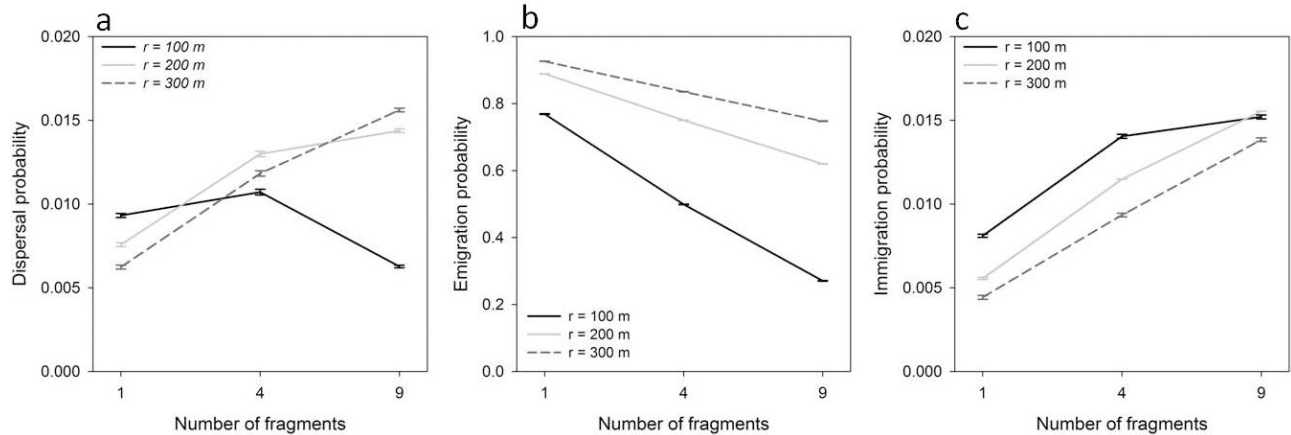 a
0.020
0.015
0.010
0.005
0.000
Dispersal probability
r = 100 m
r = 200 m
r = 300 m
1 4 9
Number of fragments
b
1.0
0.8
0.6
0.4
0.2
0.0
Emigration probability
r = 100 m
r = 200 m
r = 300 m
1 4 9
Number of fragments
c
0.020
0.015
0.010
0.005
0.000
Immigration probability
r = 100 m
r = 200 m
r = 300 m
1 4 9
Number of fragments